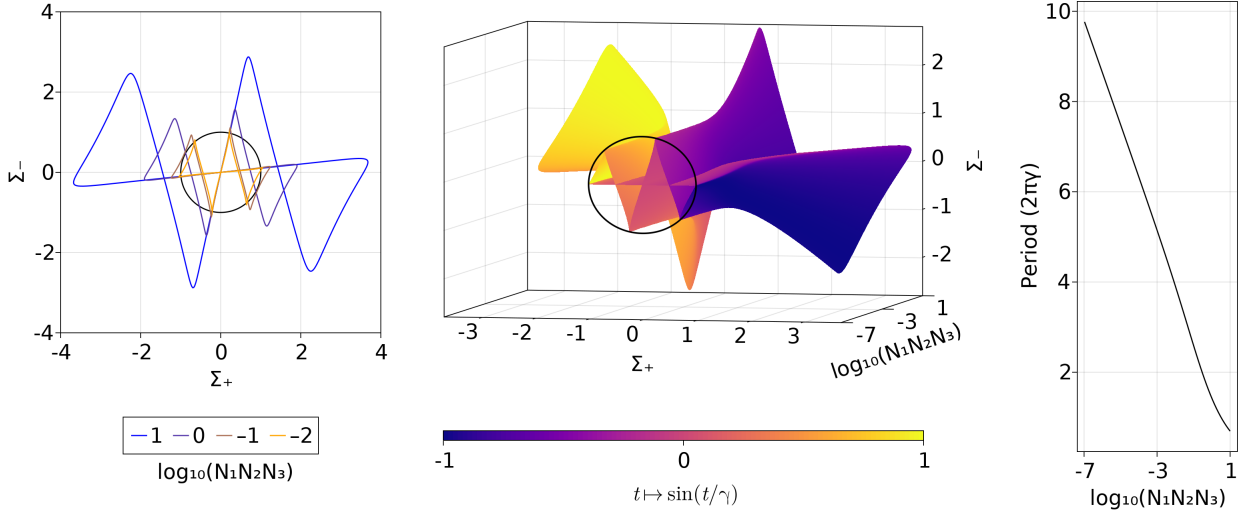 4
2
0
-2
-4
-4 -2 0 2 4
Σ₋
Σ₊
1 0 −1 −2
log₁₀(N₁N₂N₃)
2
1
0
-1
-2
Σ₋
-3 -2 -1 0 1 2 3
Σ₊
-7 -3 1
log₁₀(N₁N₂N₃)
-1 0 1
t ↦ sin(t/γ)
10
8
6
4
2
Period (2πγ)
-7 -3 1
log₁₀(N₁N₂N₃)